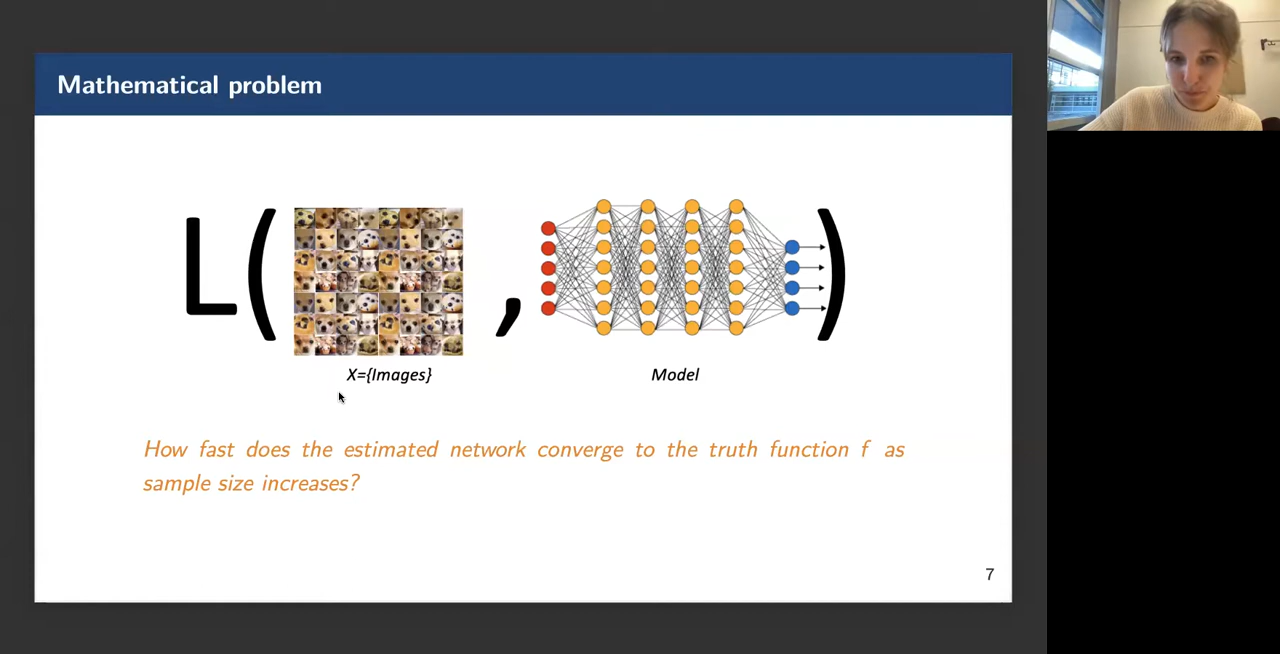 Mathematical problem
L( , )
X={Images}
Model
How fast does the estimated network converge to the truth function f as
sample size increases?
7